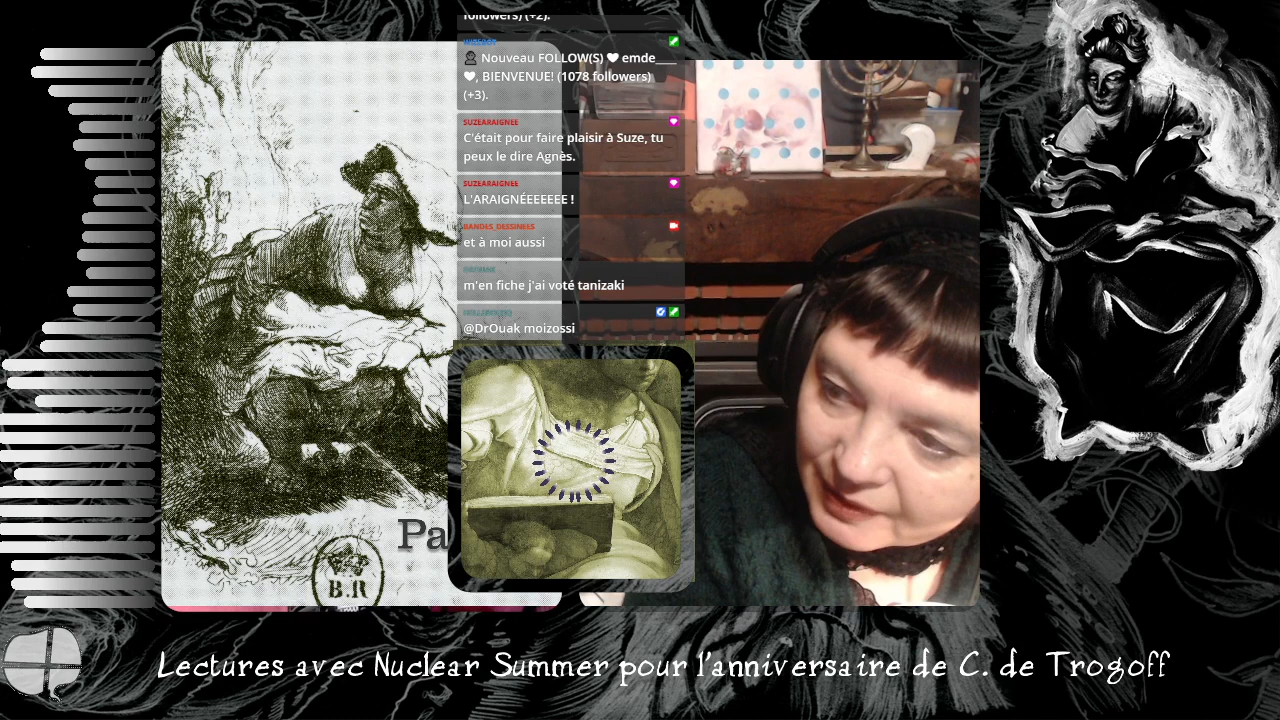 followers) (+2).
WIZEBOT
Nouveau FOLLOW(S) ♥ emde____
♥, BIENVENUE! (1078 followers)
(+3).
SUZEARAIGNEE
C'était pour faire plaisir à Suze, tu
peux le dire Agnès.
SUZEARAIGNEE
L'ARAIGNÉEEEEEE !
BANDES_DESSINEES
et à moi aussi
m'en fiche j'ai voté tanizaki
@DrOuak moizossi
Pa
B.R
Lectures avec Nuclear Summer pour l'anniversaire de C. de Trogoff